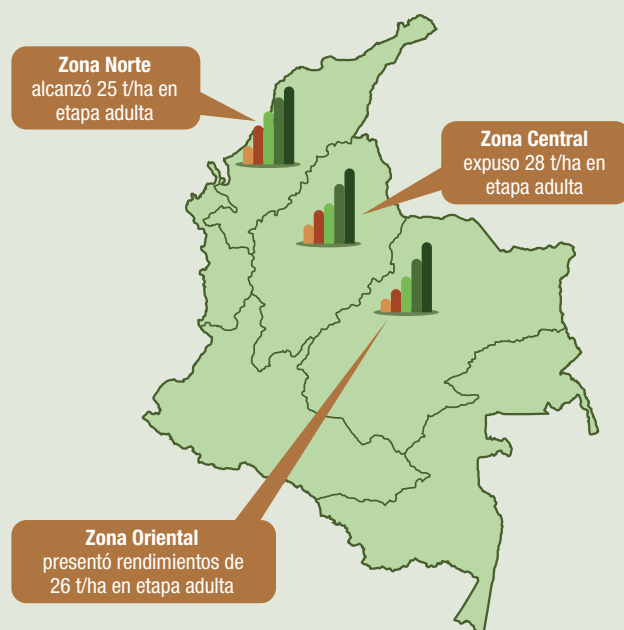 Zona Norte
alcanzó 25 t/ha en
etapa adulta
Zona Central
expuso 28 t/ha en
etapa adulta
Zona Oriental
presentó rendimientos de
26 t/ha en etapa adulta